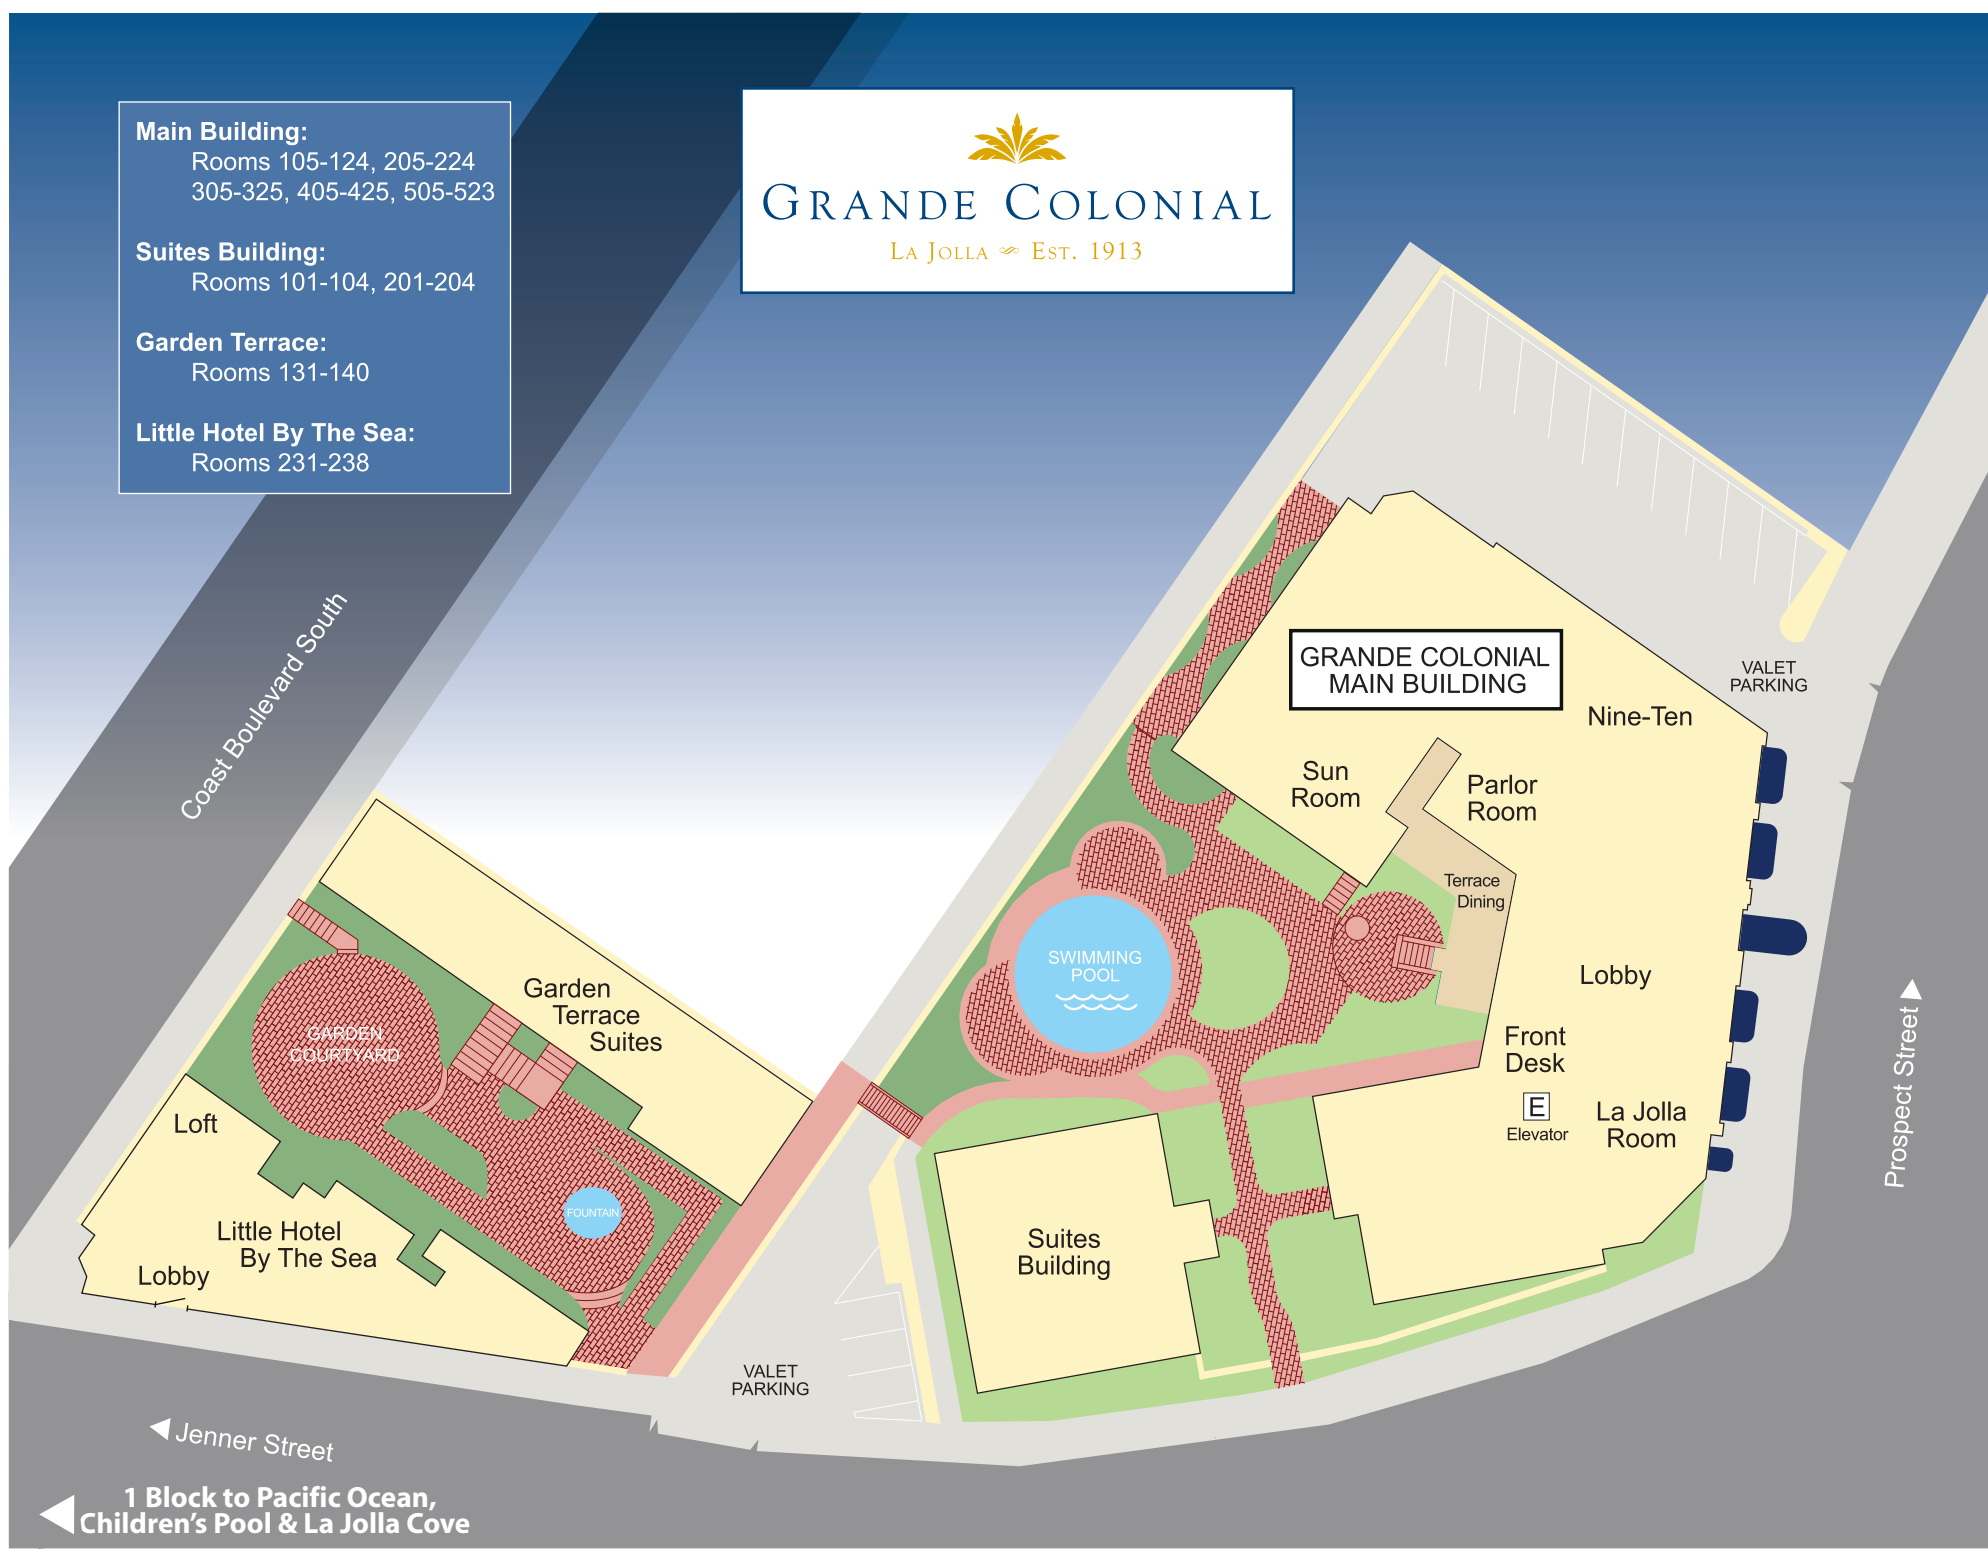 Main Building:
Rooms 105-124, 205-224
305-325, 405-425, 505-523
Suites Building:
Rooms 101-104, 201-204
Garden Terrace:
Rooms 131-140
Little Hotel By The Sea:
Rooms 231-238
GRANDE COLONIAL
LA JOLLA EST. 1913
Coast Boulevard South
GRANDE COLONIAL
MAIN BUILDING
VALET
PARKING
Nine-Ten
Sun
Room
Parlor
Room
Terrace
Dining
SWIMMING
POOL
Lobby
Front
Desk
E
Elevator
La Jolla
Room
Prospect Street
Garden
Terrace
Suites
GARDEN
COURTYARD
Loft
FOUNTAIN
Little Hotel
By The Sea
Lobby
Suites
Building
VALET
PARKING
Jenner Street
1 Block to Pacific Ocean,
Children's Pool & La Jolla Cove